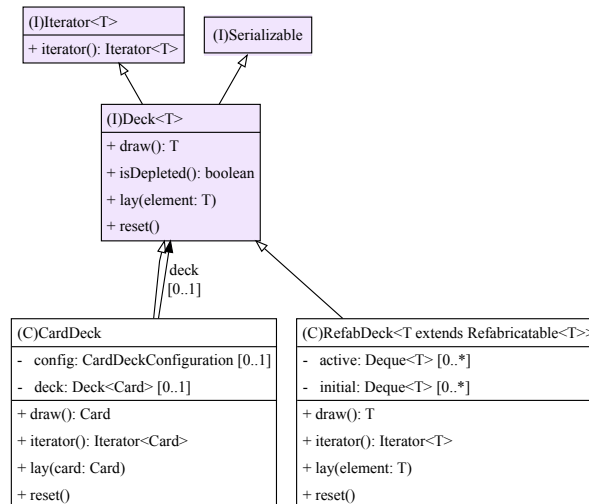 (I)Iterator<T>
+ iterator(): Iterator<T>
(I)Serializable
(I)Deck<T>
+ draw(): T
+ isDepleted(): boolean
+ lay(element: T)
+ reset()
deck
[0..1]
(C)CardDeck
- config: CardDeckConfiguration [0..1]
- deck: Deck<Card> [0..1]
+ draw(): Card
+ iterator(): Iterator<Card>
+ lay(card: Card)
+ reset()
(C)RefabDeck<T extends Refabricatable<T>>
- active: Deque<T> [0..*]
- initial: Deque<T> [0..*]
+ draw(): T
+ iterator(): Iterator<T>
+ lay(element: T)
+ reset()